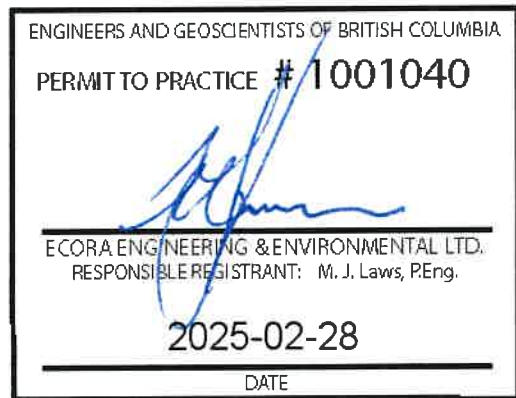 ENGINEERS AND GEOSCIENTISTS OF BRITISH COLUMBIA
PERMIT TO PRACTICE # 1001040
ECORA ENGINEERING & ENVIRONMENTAL LTD.
RESPONSIBLE REGISTRANT: M. J. Laws, P.Eng.
2025-02-28
DATE